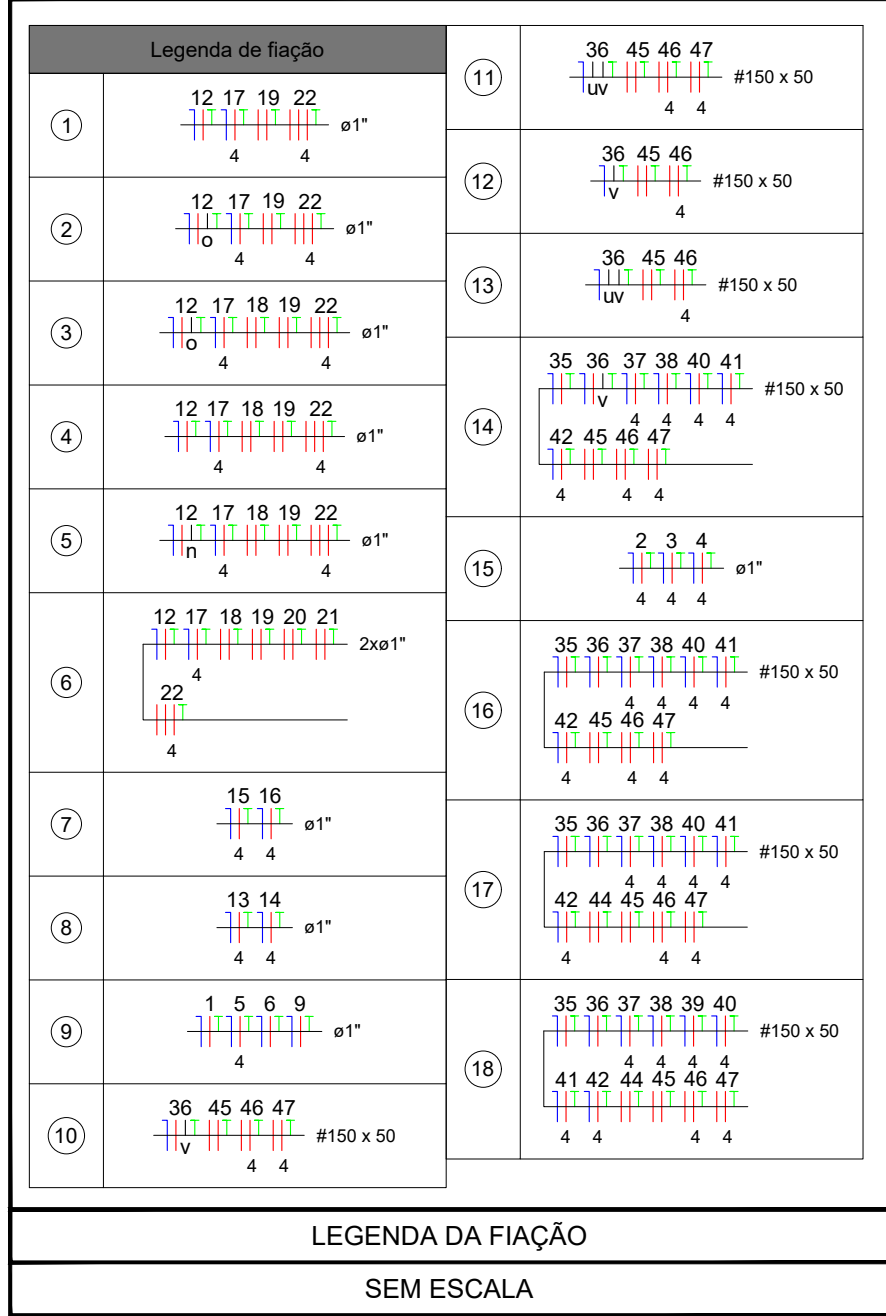 Legenda de fiação
1
12 17 19 22
ø1"
4 4
2
12 17 19 22
ø1"
o
4 4
3
12 17 18 19 22
ø1"
o
4 4
4
12 17 18 19 22
ø1"
4 4
5
12 17 18 19 22
ø1"
n
4 4
6
12 17 18 19 20 21
2xø1"
4
22
4
7
15 16
ø1"
4 4
8
13 14
ø1"
4 4
9
1 5 6 9
ø1"
4
10
36 45 46 47
#150 x 50
v
4 4
11
36 45 46 47
#150 x 50
uv
4 4
12
36 45 46
#150 x 50
v
4
13
36 45 46
#150 x 50
uv
4
14
35 36 37 38 40 41
#150 x 50
v
4 4 4 4
42 45 46 47
4 4 4
15
2 3 4
ø1"
4 4 4
16
35 36 37 38 40 41
#150 x 50
4 4 4 4
42 45 46 47
4 4 4
17
35 36 37 38 40 41
#150 x 50
4 4 4 4
42 44 45 46 47
4 4 4
18
35 36 37 38 39 40
#150 x 50
4 4 4 4
41 42 44 45 46 47
4 4 4 4
LEGENDA DA FIAÇÃO
SEM ESCALA